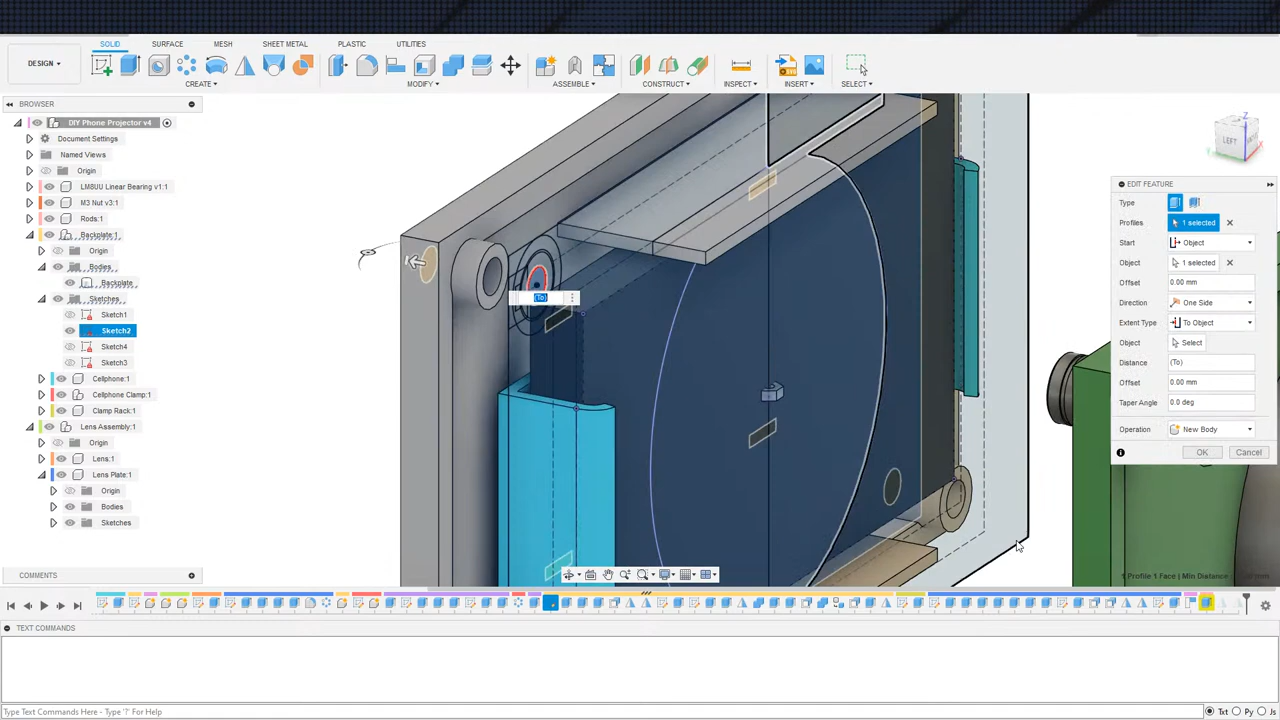 SOLID SURFACE MESH SHEET METAL PLASTIC UTILITIES
DESIGN ▾
CREATE ▾ MODIFY ▾ ASSEMBLE ▾ CONSTRUCT ▾ INSPECT ▾ INSERT ▾ SELECT ▾
BROWSER
DIY Phone Projector v4
Document Settings
Named Views
Origin
LM8UU Linear Bearing v1:1
M3 Nut v3:1
Rods:1
Backplate:1
Origin
Bodies
Backplate
Sketches
Sketch1
Sketch2
Sketch4
Sketch3
Cellphone:1
Cellphone Clamp:1
Clamp Rack:1
Lens Assembly:1
Origin
Lens:1
Lens Plate:1
Origin
Bodies
Sketches
(To)
Z
LEFT
X
EDIT FEATURE
Type
Profiles 1 selected
Start Object
Object 1 selected
Offset 0.00 mm
Direction One Side
Extent Type To Object
Object Select
Distance (To)
Offset 0.00 mm
Taper Angle 0.0 deg
Operation New Body
OK Cancel
COMMENTS
TEXT COMMANDS
Type Text Commands Here - Type '?' For Help
Txt Py Js